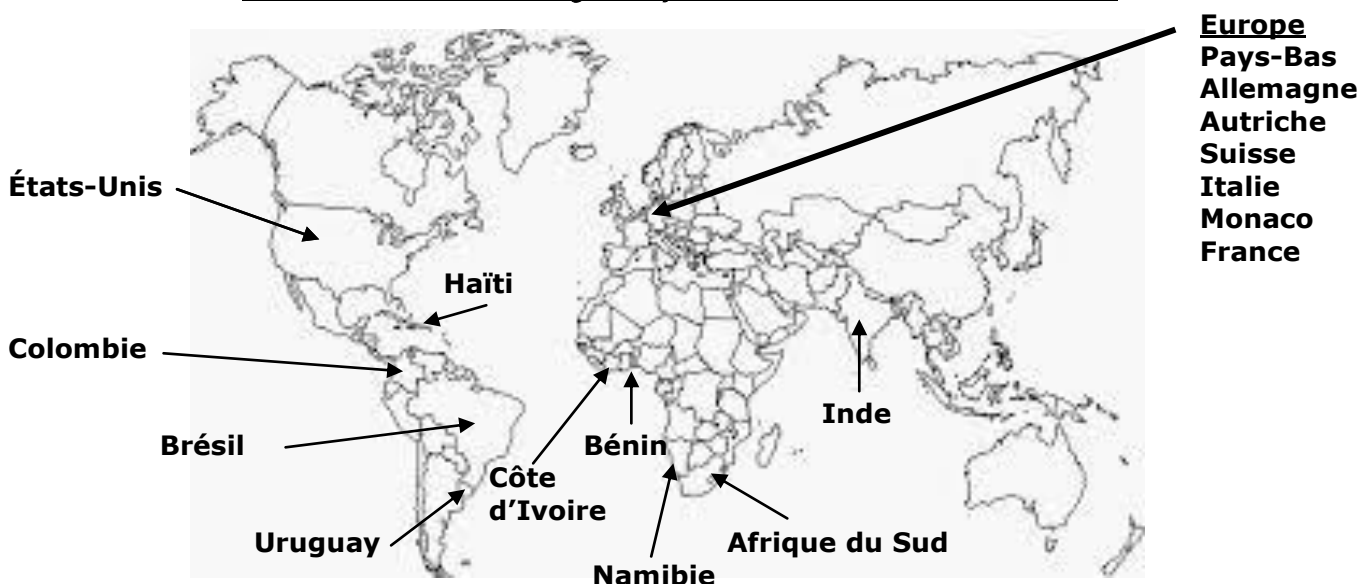 Europe
Pays-Bas
Allemagne
Autriche
Suisse
Italie
Monaco
France
États-Unis
Haïti
Colombie
Inde
Brésil
Bénin
Côte
d’Ivoire
Uruguay
Afrique du Sud
Namibie